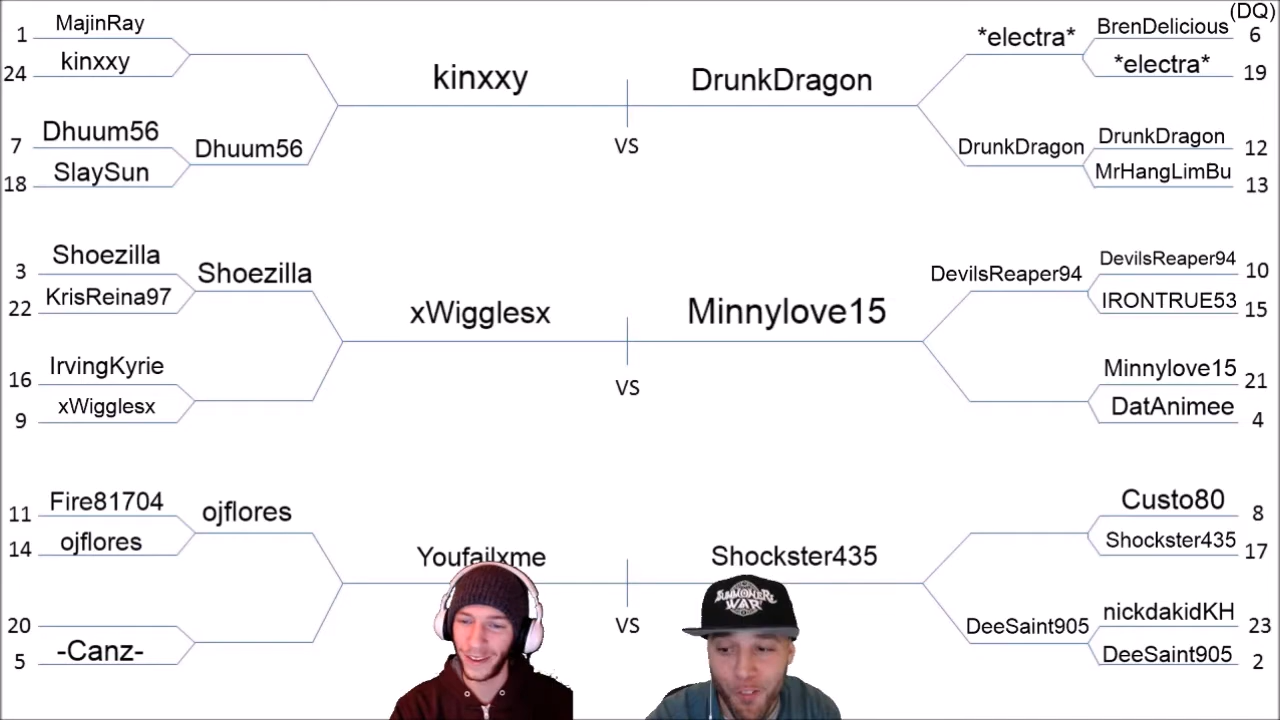 (DQ)
1 MajinRay
24 kinxxy
7 Dhuum56
18 SlaySun
Dhuum56
kinxxy
VS
DrunkDragon
*electra*
BrenDelicious 6
*electra* 19
DrunkDragon
DrunkDragon 12
MrHangLimBu 13
3 Shoezilla
22 KrisReina97
Shoezilla
16 IrvingKyrie
9 xWigglesx
xWigglesx
VS
Minnylove15
DevilsReaper94
DevilsReaper94 10
IRONTRUE53 15
Minnylove15 21
DatAnimee 4
11 Fire81704
14 ojflores
ojflores
20
5 -Canz-
Youfailxme
VS
Shockster435
Custo80 8
Shockster435 17
DeeSaint905
nickdakidKH 23
DeeSaint905 2
SUMMONERS
WAR